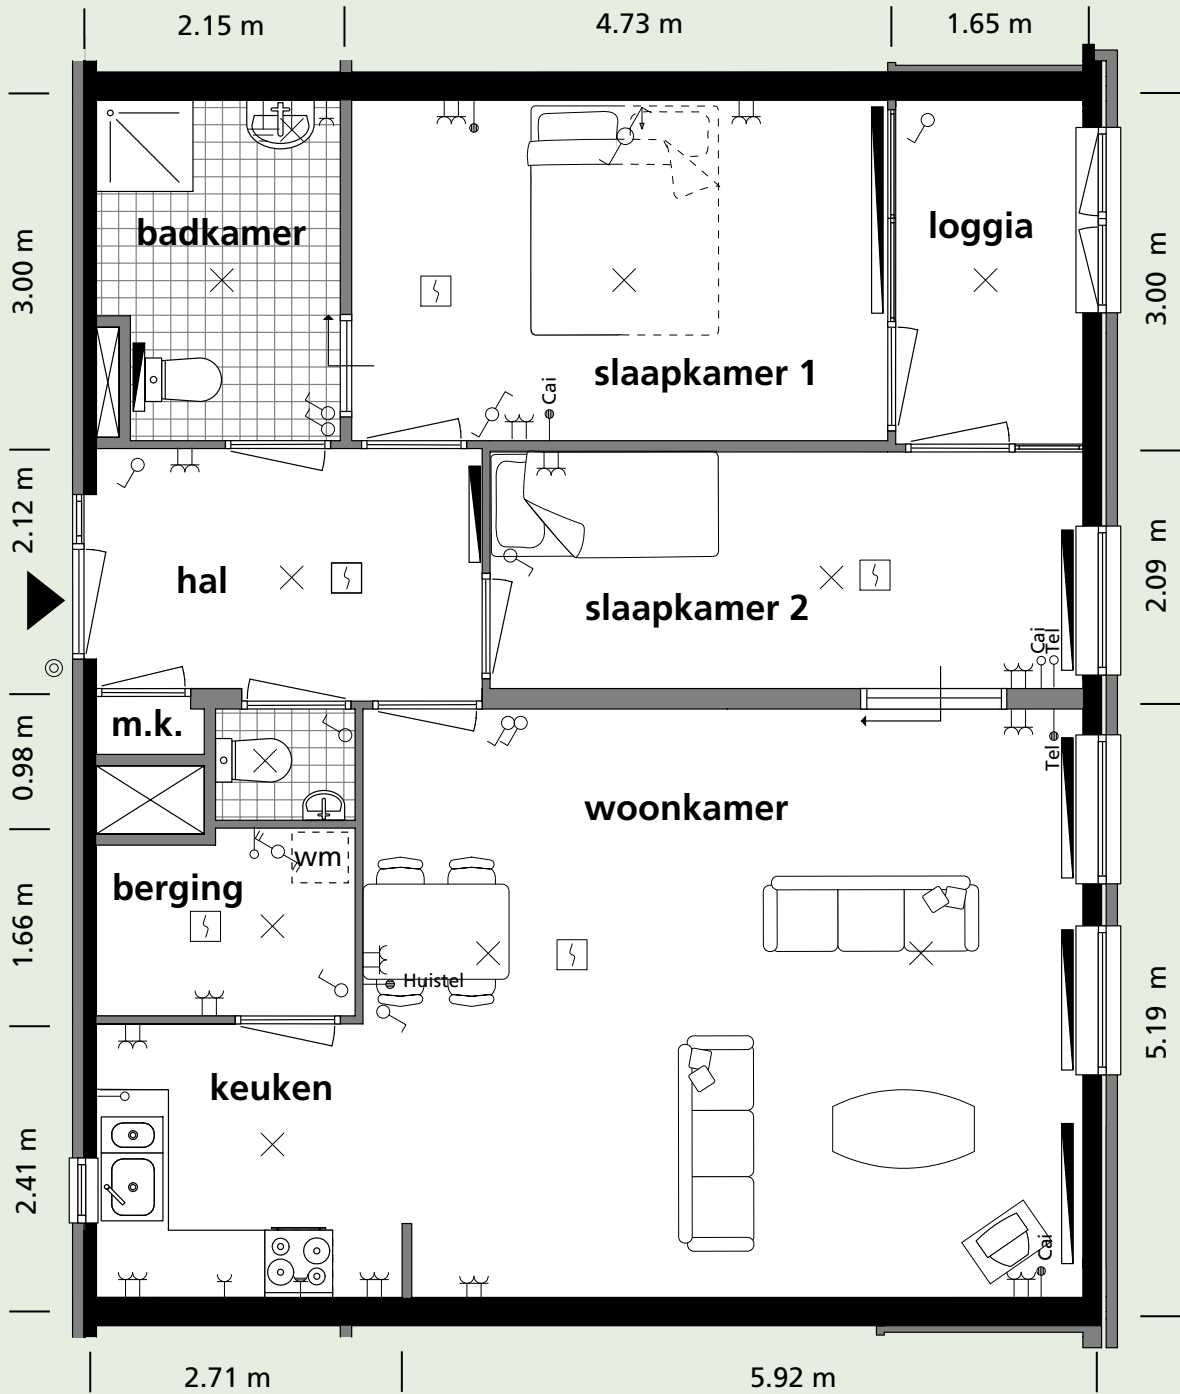 2.15 m
4.73 m
1.65 m
badkamer
loggia
3.00 m
3.00 m
slaapkamer 1
Cai
2.12 m
hal
slaapkamer 2
2.09 m
Cai
Tel
m.k.
0.98 m
Tel
woonkamer
wm
berging
1.66 m
Huistel
5.19 m
keuken
2.41 m
Cai
2.71 m
5.92 m